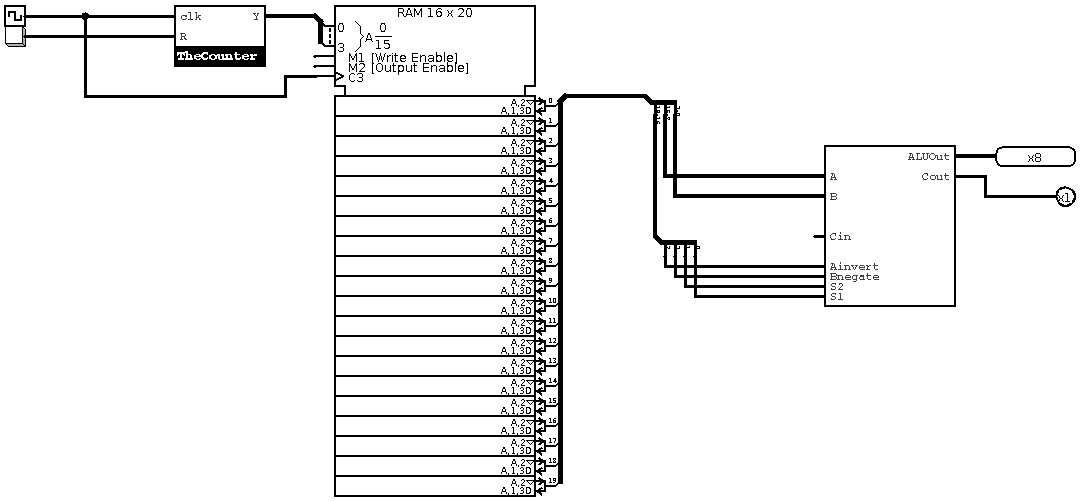 clk Y
R
TheCounter
RAM 16 x 20
0
3
A 0
15
M1 [Write Enable]
M2 [Output Enable]
C3
A,2▽ 0
A,1,3D
A,2▽ 1
A,1,3D
A,2▽ 2
A,1,3D
A,2▽ 3
A,1,3D
A,2▽ 4
A,1,3D
A,2▽ 5
A,1,3D
A,2▽ 6
A,1,3D
A,2▽ 7
A,1,3D
A,2▽ 8
A,1,3D
A,2▽ 9
A,1,3D
A,2▽ 10
A,1,3D
A,2▽ 11
A,1,3D
A,2▽ 12
A,1,3D
A,2▽ 13
A,1,3D
A,2▽ 14
A,1,3D
A,2▽ 15
A,1,3D
A,2▽ 16
A,1,3D
A,2▽ 17
A,1,3D
A,2▽ 18
A,1,3D
A,2▽ 19
A,1,3D
ALUOut
A
Cout
B
Cin
Ainvert
Bnegate
S2
S1
x8
x1